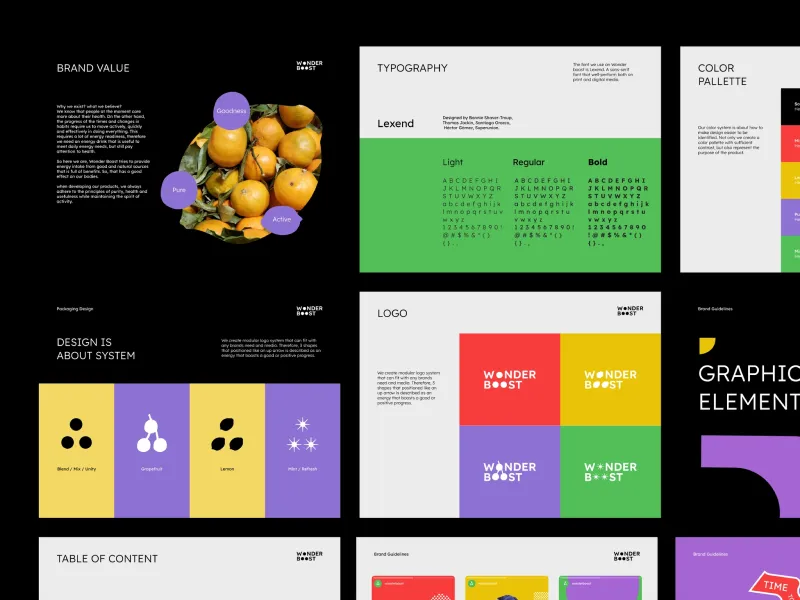 BRAND VALUE
WONDER
BOOST
Why we exist? what we believe?
We know that people at the moment care
more about their health. On the other hand,
the progress of the times and changes in
habits require us to move actively, quickly
and effectively in doing everything. This
requires a lot of energy readiness, therefore
we need an energy drink that is useful to
meet daily energy needs, but still pay
attention to health.
So here we are, Wonder Boost tries to provide
energy intake from good and natural sources
that is full of benefits. So, that has a good
effect on our bodies.
when developing our products, we always
adhere to the principles of purity, health and
usefulness while maintaining the spirit of
activity.
Goodness
Pure
Active
TYPOGRAPHY
The font we use on Wonder
boost is Lexend. A sans serif
font that well perform both on
print and digital media.
Lexend
Designed by Bonnie Shaver-Troup,
Thomas Jockin, Santiago Orozco,
Héctor Gómez, Superunion.
Light
Regular
Bold
A B C D E F G H I
J K L M N O P Q R
S T U V W X Y Z
a b c d e f g h i j k
l m n o p q r s t u v
w x y z
1 2 3 4 5 6 7 8 9 0 !
@ # $ % & * ( )
{ } . ,
A B C D E F G H I
J K L M N O P Q R
S T U V W X Y Z
a b c d e f g h i j k
l m n o p q r s t u
v w x y z
1 2 3 4 5 6 7 8 9 0 !
@ # $ % & * ( )
{ } . ,
A B C D E F G H I
J K L M N O P Q R
S T U V W X Y Z
a b c d e f g h i j k
l m n o p q r s t u
v w x y z
1 2 3 4 5 6 7 8 9 0
! @ # $ % & * ( )
{ } . ,
COLOR
PALLETTE
Our color system is about how to
make design easier to be
identified. Not only we create a
color palette with sufficient
contrast, but also represent the
purpose of the product.
Packaging Design
WONDER
BOOST
DESIGN IS
ABOUT SYSTEM
We create modular logo system that can fit with
any brands need and media. Therefore, 3 shapes
that positioned like an up arrow is described as an
energy that boosts a good or positive progress.
Blend / Mix / Unity
Grapefruit
Lemon
Mint / Refresh
LOGO
WONDER
BOOST
We create modular logo system
that can fit with any brands
need and media. Therefore, 3
shapes that positioned like an
up arrow is described as an
energy that boosts a good or
positive progress.
WONDER
BOOST
WONDER
BOOST
WONDER
BOOST
WONDER
BOOST
Brand Guidelines
GRAPHIC
ELEMENT
TABLE OF CONTENT
WONDER
BOOST
Brand Guidelines
WONDER
BOOST
Brand Guidelines
TIME